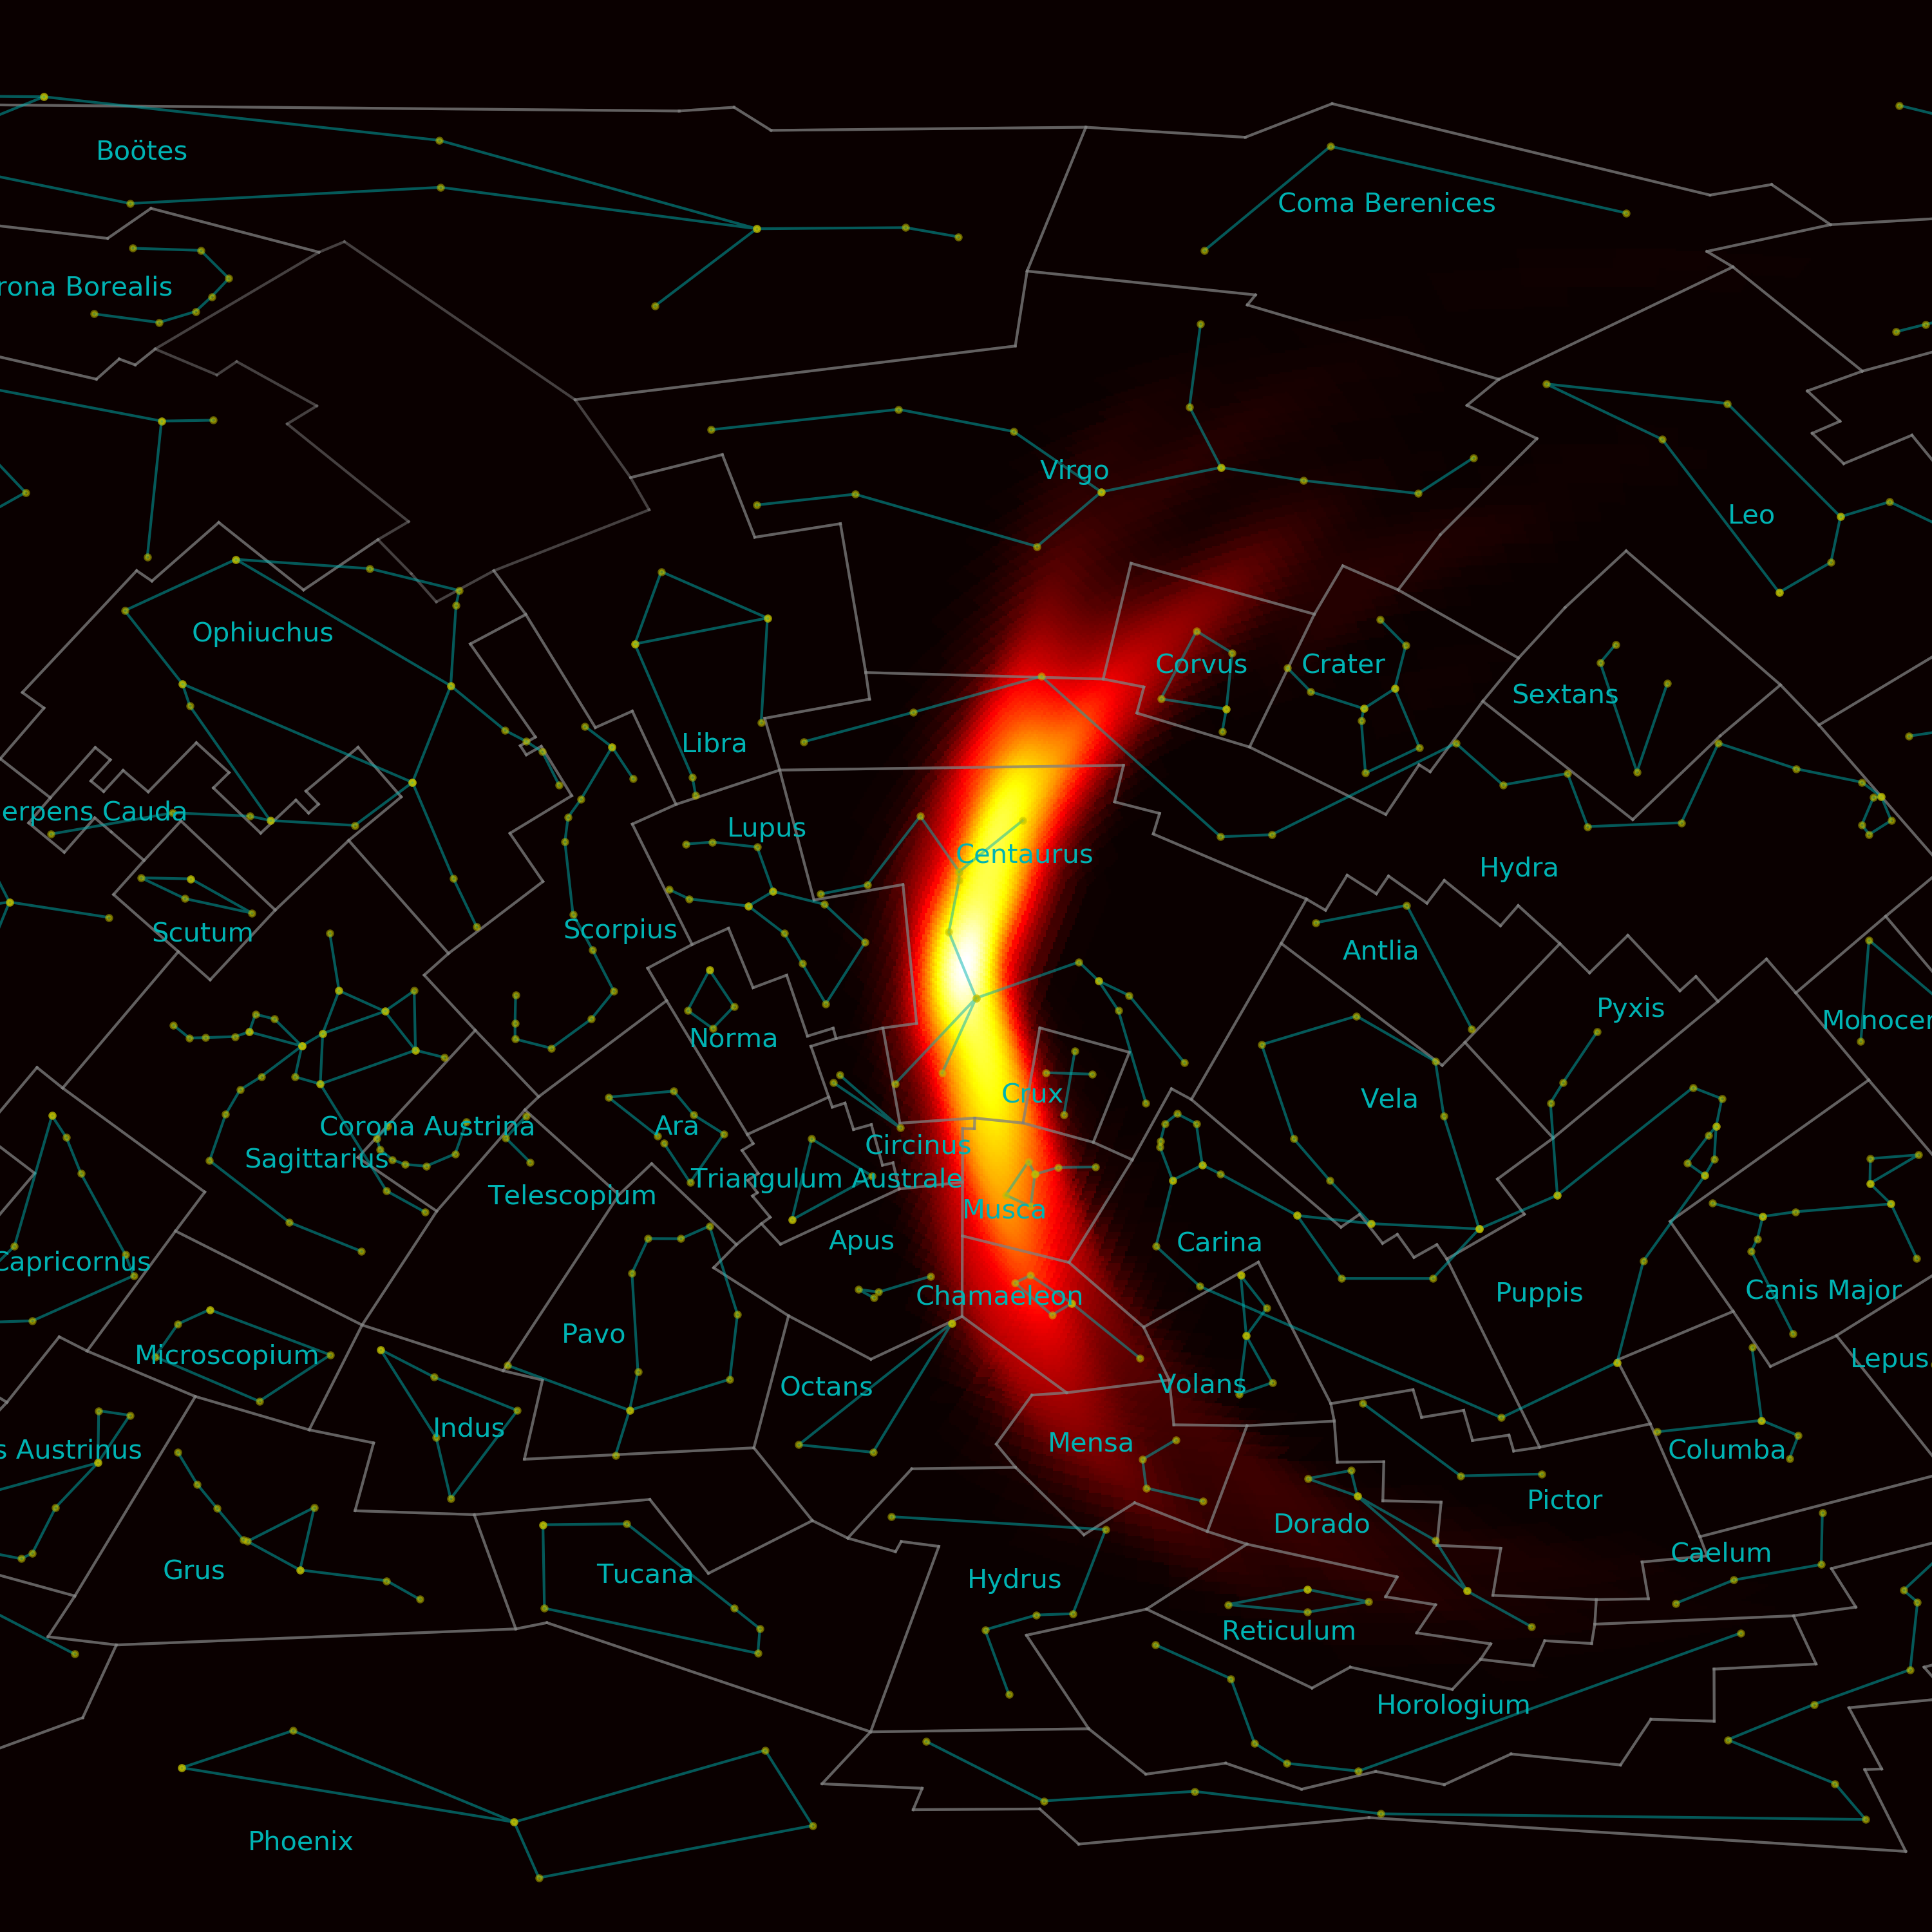 Boötes
Coma Berenices
rona Borealis
Virgo
Leo
Ophiuchus
Corvus
Crater
Sextans
Libra
erpens Cauda
Lupus
Centaurus
Hydra
Scutum
Scorpius
Antlia
Pyxis
Monocer
Norma
Crux
Vela
Corona Austrina
Ara
Circinus
Sagittarius
Triangulum Australe
Telescopium
Musca
Apus
Carina
Capricornus
Chamaeleon
Puppis
Canis Major
Pavo
Microscopium
Lepus
Octans
Volans
Indus
Mensa
s Austrinus
Columba
Pictor
Dorado
Caelum
Grus
Tucana
Hydrus
Reticulum
Horologium
Phoenix